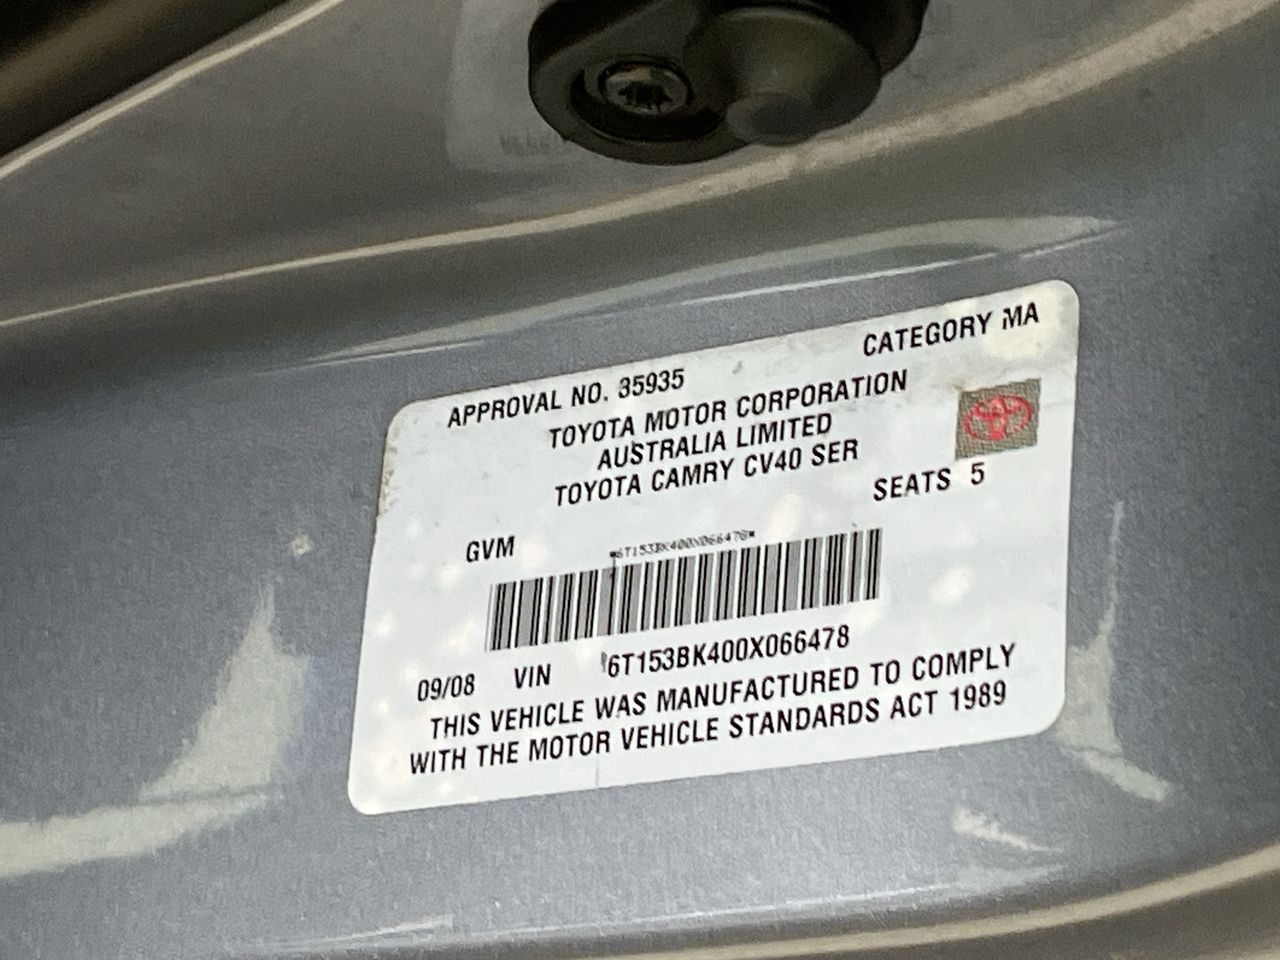 APPROVAL NO. 35935
CATEGORY MA
TOYOTA MOTOR CORPORATION
AUSTRALIA LIMITED
TOYOTA CAMRY CV40 SER
SEATS 5
GVM
*6T153BK400X066478*
09/08 VIN 6T153BK400X066478
THIS VEHICLE WAS MANUFACTURED TO COMPLY
WITH THE MOTOR VEHICLE STANDARDS ACT 1989